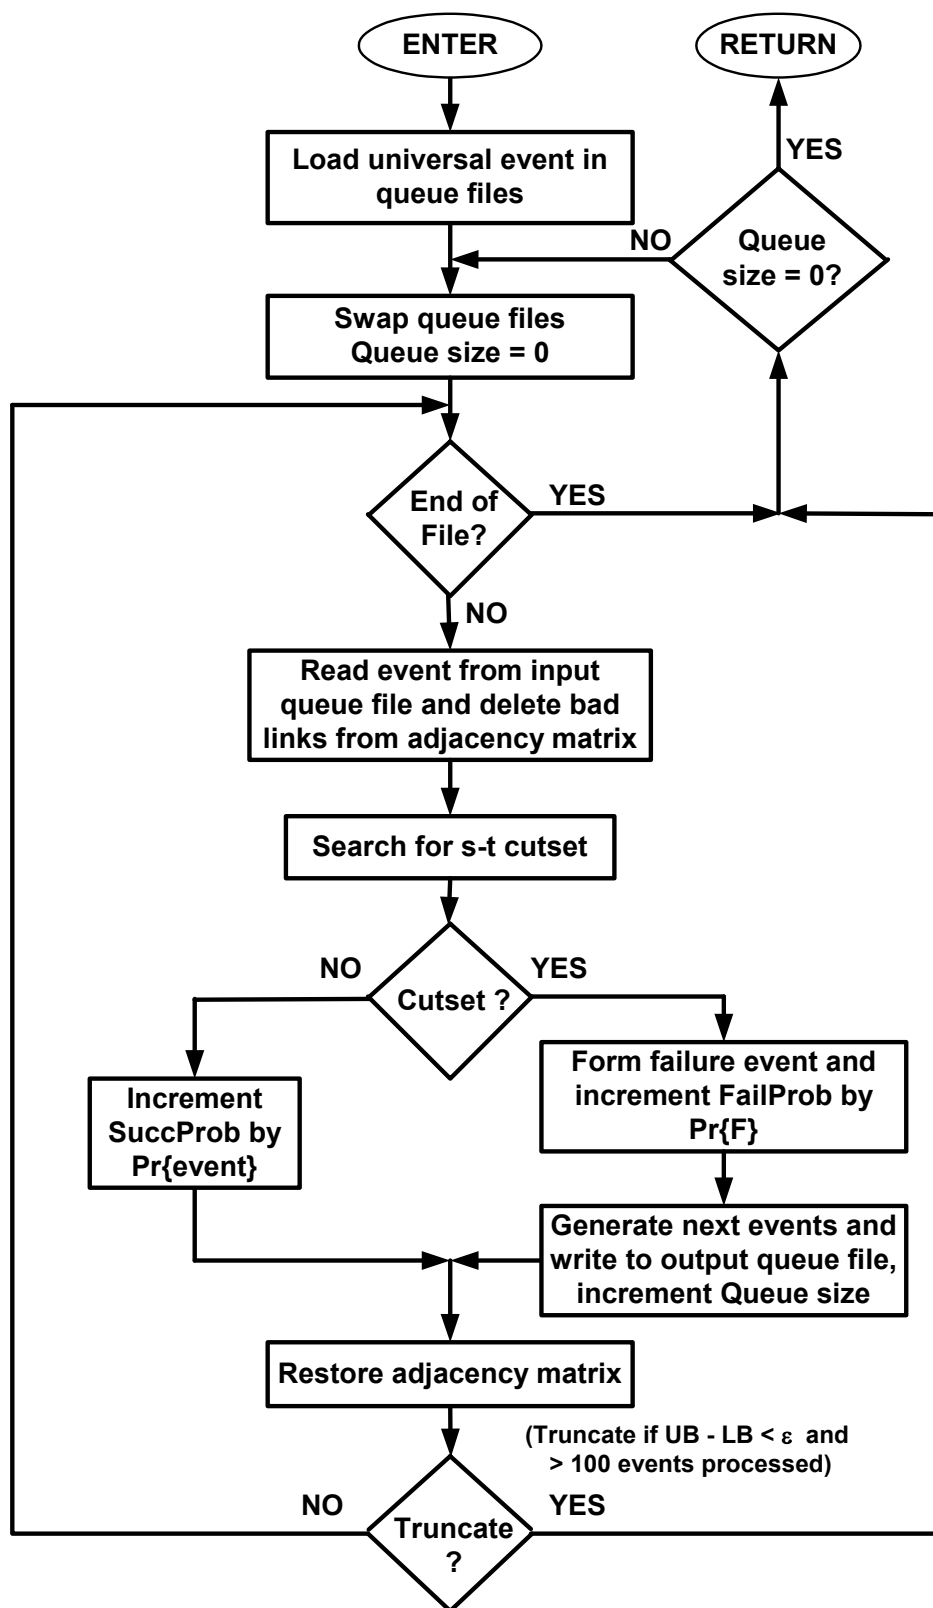 ENTER
RETURN
YES
Load universal event in
queue files
NO
Queue
size = 0?
Swap queue files
Queue size = 0
End of
File?
YES
NO
Read event from input
queue file and delete bad
links from adjacency matrix
Search for s-t cutset
NO
YES
Cutset ?
Form failure event and
increment FailProb by
Pr{F}
Increment
SuccProb by
Pr{event}
Generate next events and
write to output queue file,
increment Queue size
Restore adjacency matrix
(Truncate if UB - LB < ε and
> 100 events processed)
NO
YES
Truncate
?